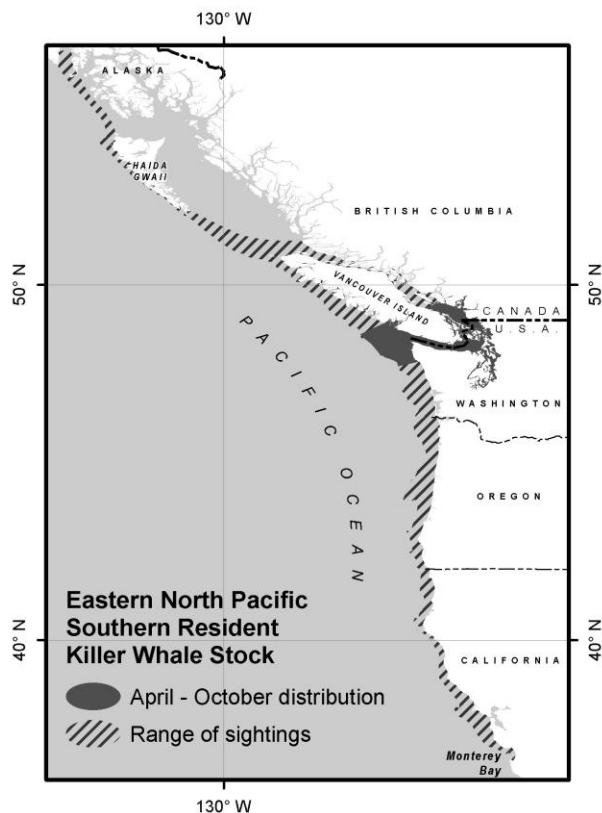 130° W
ALASKA
HAIDA
GWAII
BRITISH COLUMBIA
50° N
50° N
VANCOUVER ISLAND
CANADA
U.S.A.
PACIFIC OCEAN
WASHINGTON
OREGON
Eastern North Pacific
Southern Resident
Killer Whale Stock
40° N
40° N
CALIFORNIA
April - October distribution
Range of sightings
Monterey
Bay
130° W